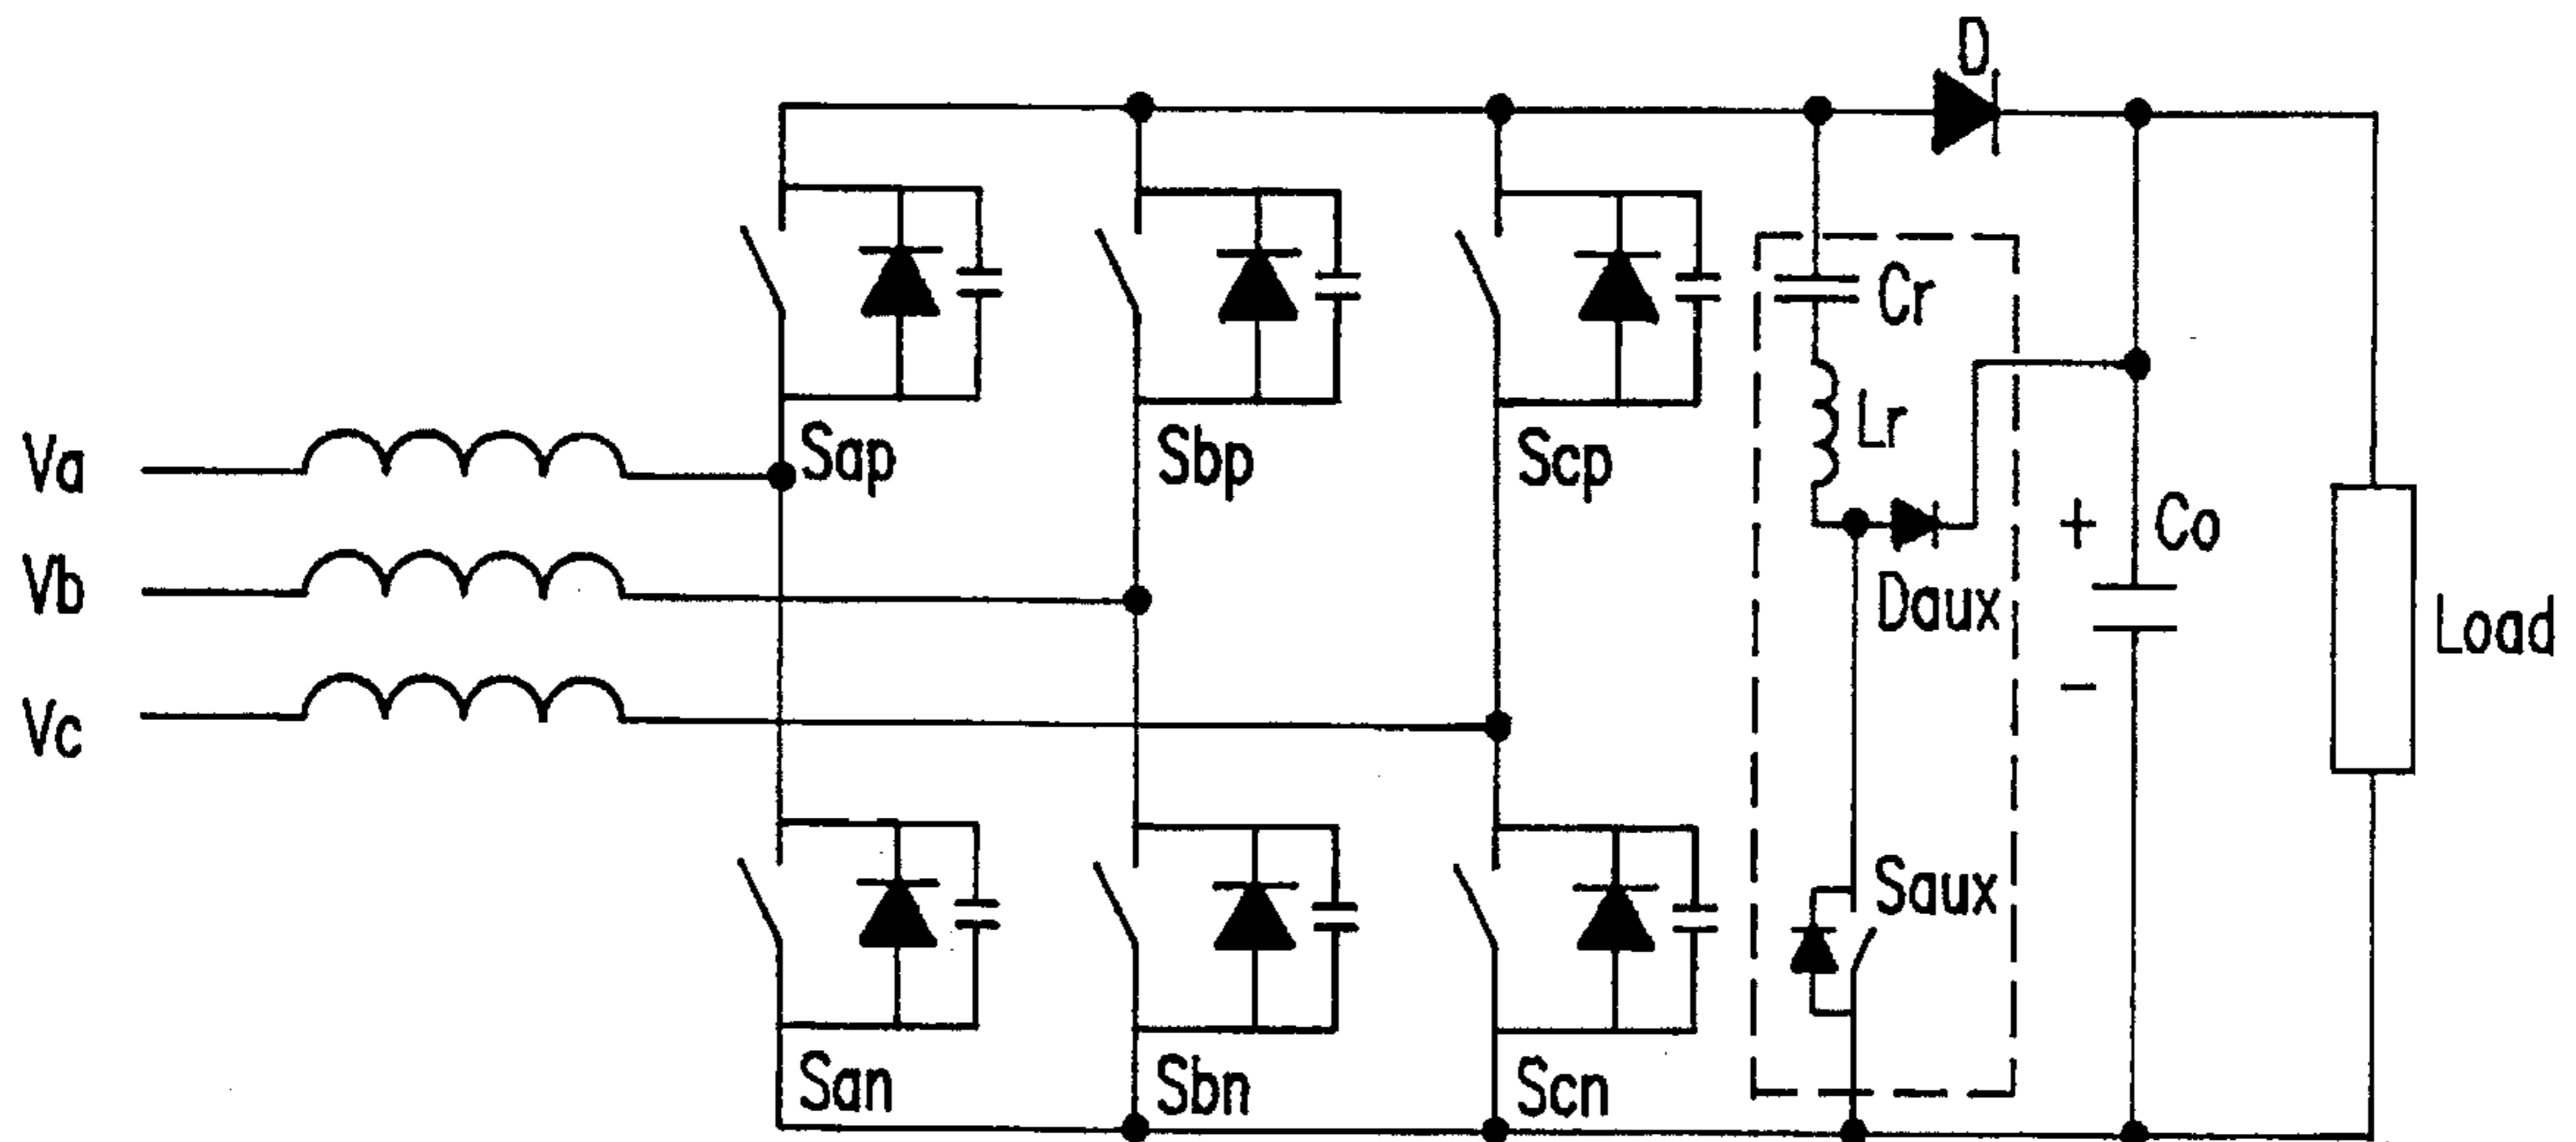 D
Cr
Lr
Sap
Sbp
Scp
Va
+
Co
Vb
Daux
Load
−
Vc
Saux
San
Sbn
Scn